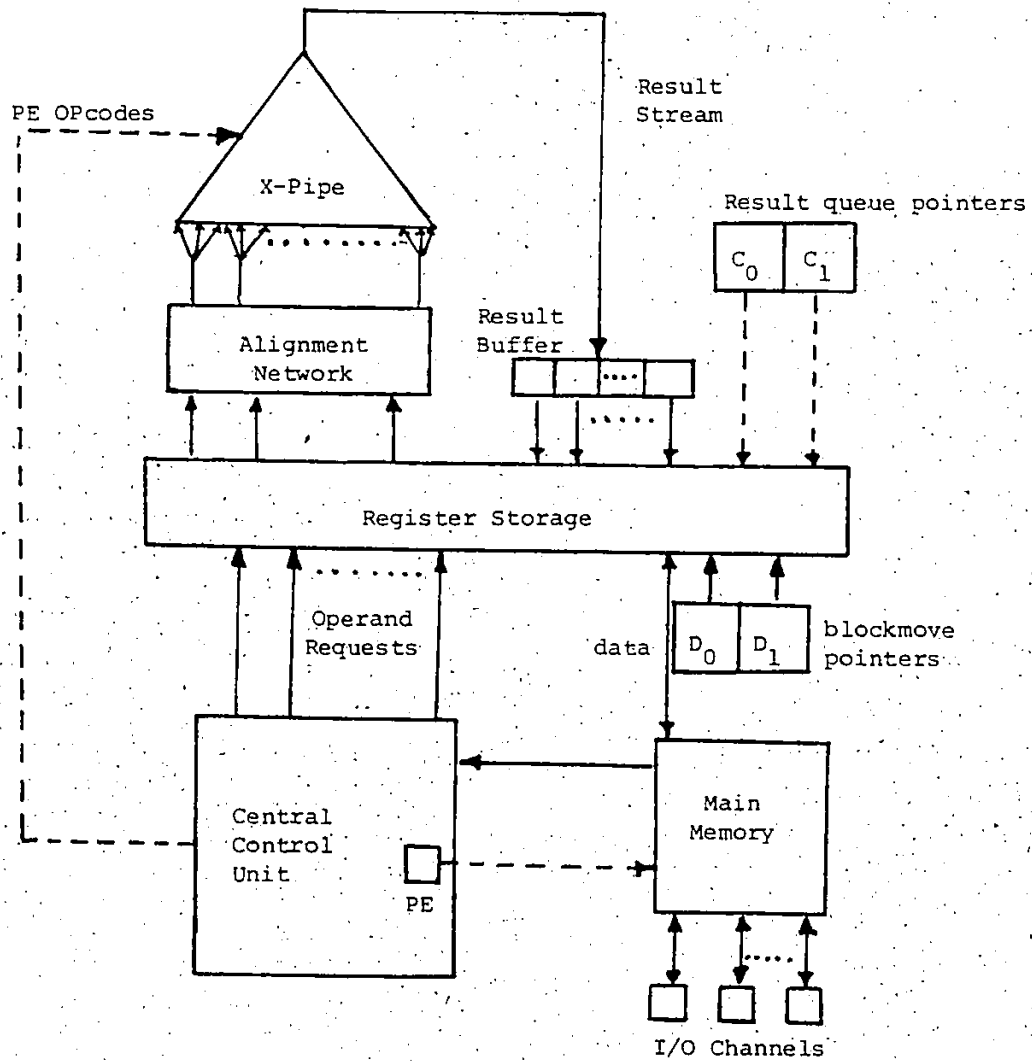 Result
Stream
PE OPcodes
X-Pipe
Result queue pointers
C0 C1
Result
Buffer
Alignment
Network
Register Storage
Operand
Requests
data
D0 D1
blockmove
pointers
Central
Control
Unit
PE
Main
Memory
I/O Channels